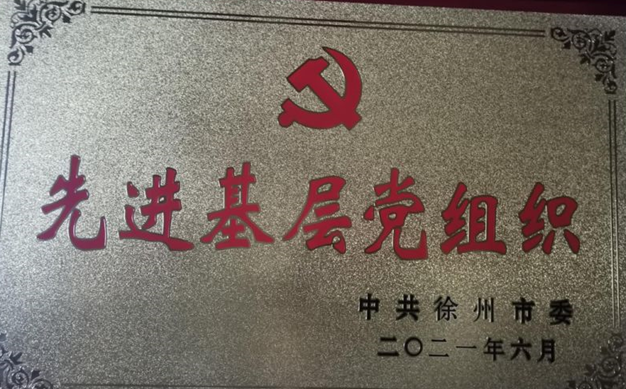 先进基层党组织
中共徐州市委
二〇二一年六月